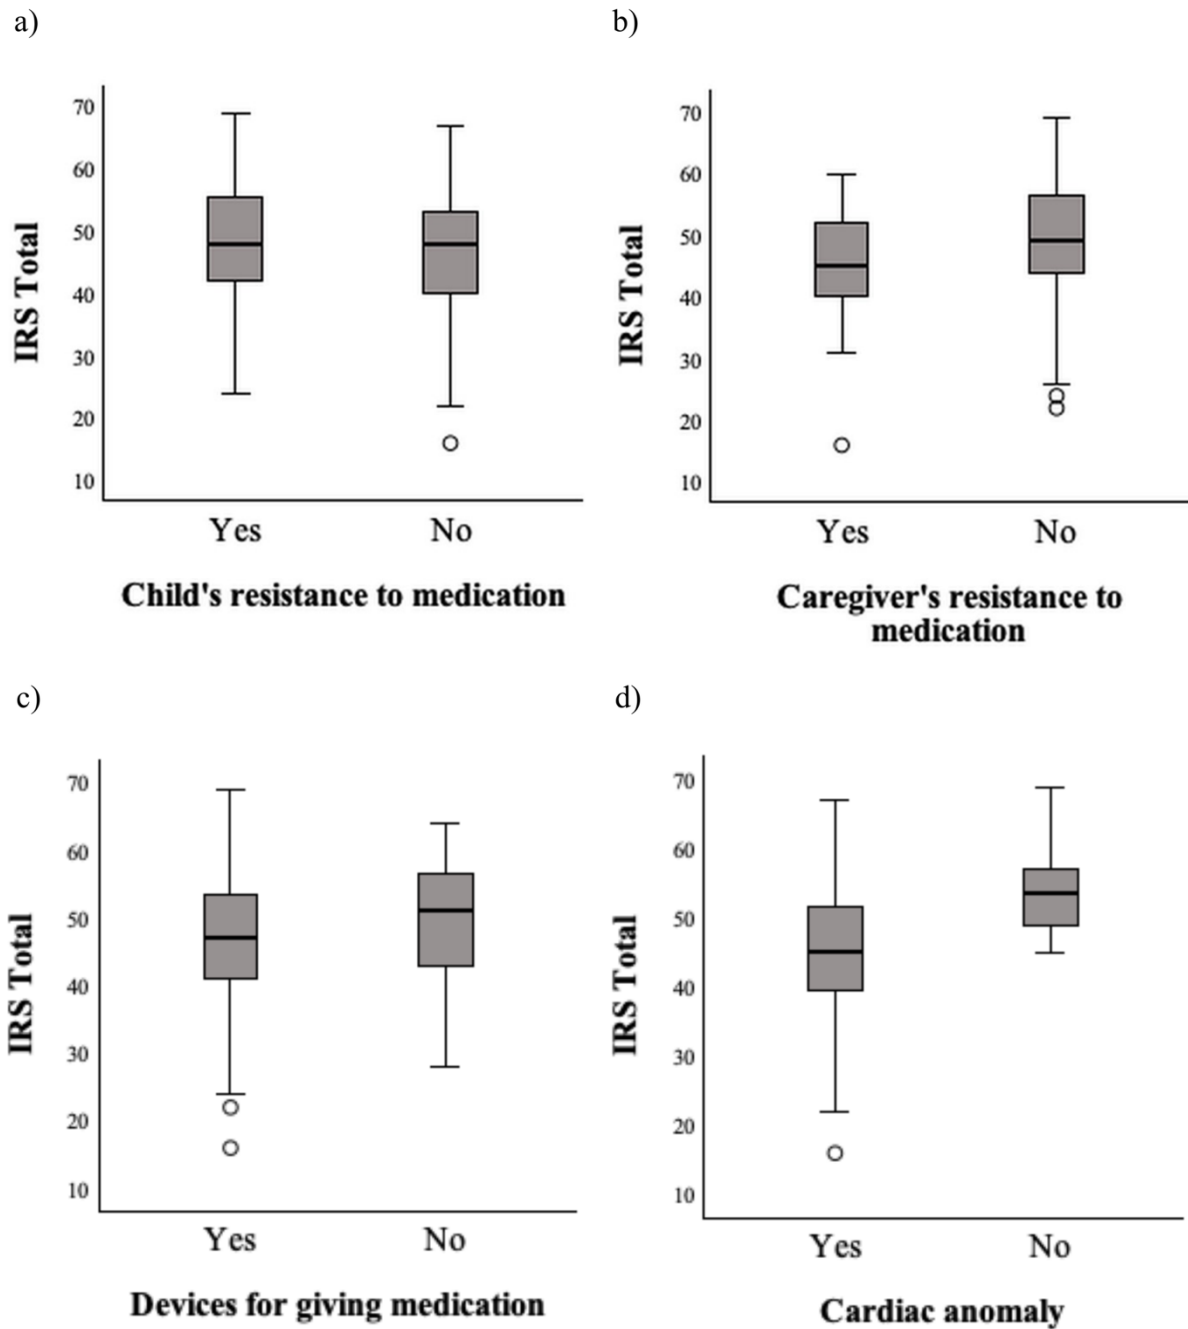 a)
70
60
50
40
30
20
10
IRS Total
Yes No
Child's resistance to medication
b)
70
60
50
40
30
20
10
IRS Total
Yes No
Caregiver's resistance to
medication
c)
70
60
50
40
30
20
10
IRS Total
Yes No
Devices for giving medication
d)
70
60
50
40
30
20
10
IRS Total
Yes No
Cardiac anomaly